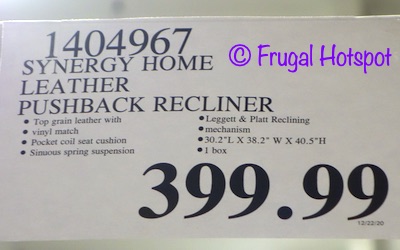 1404967
© Frugal Hotspot
SYNERGY HOME
LEATHER
PUSHBACK RECLINER
• Top grain leather with
• vinyl match
• Pocket coil seat cushion
• Sinuous spring suspension
• Leggett & Platt Reclining
• mechanism
• 30.2"L X 38.2" W X 40.5"H
• 1 box
399.99
12/22/20